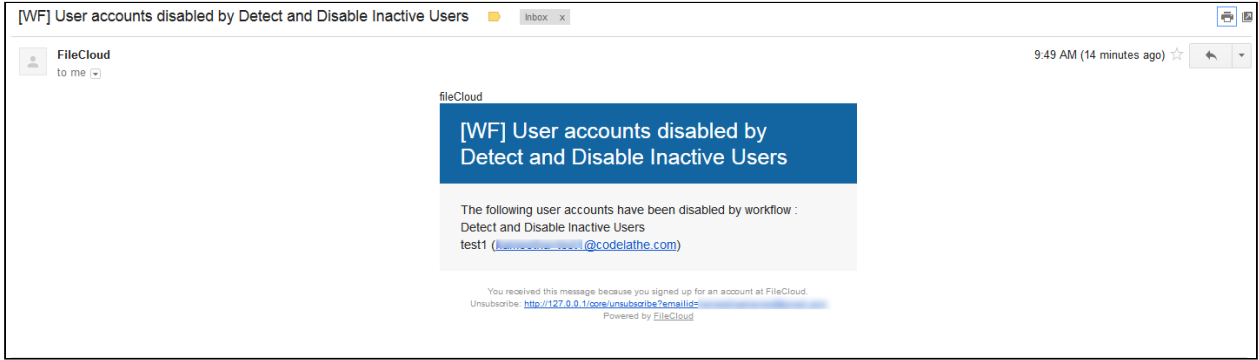 [WF] User accounts disabled by Detect and Disable Inactive Users
Inbox x
FileCloud
9:49 AM (14 minutes ago)
to me
fileCloud
[WF] User accounts disabled by
Detect and Disable Inactive Users
The following user accounts have been disabled by workflow :
Detect and Disable Inactive Users
test1 (@codelathe.com)
You received this message because you signed up for an account at FileCloud.
Unsubscribe: http://127.0.0.1/core/unsubscribe?emailid=
Powered by FileCloud